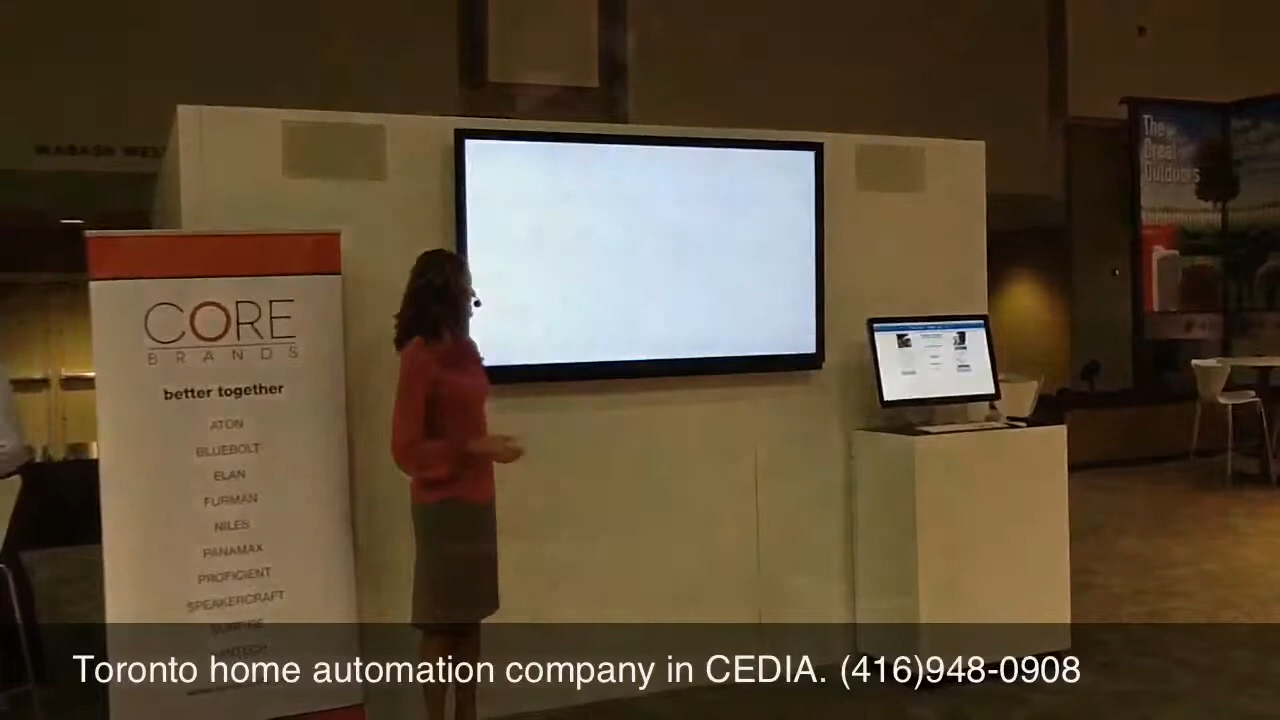 WABASH WEST
The
Great
Outdoors
CORE
BRANDS
better together
ATON
BLUEBOLT
ELAN
FURMAN
NILES
PANAMAX
PROFICIENT
SPEAKERCRAFT
SUNFIRE
Toronto home automation company in CEDIA. (416)948-0908